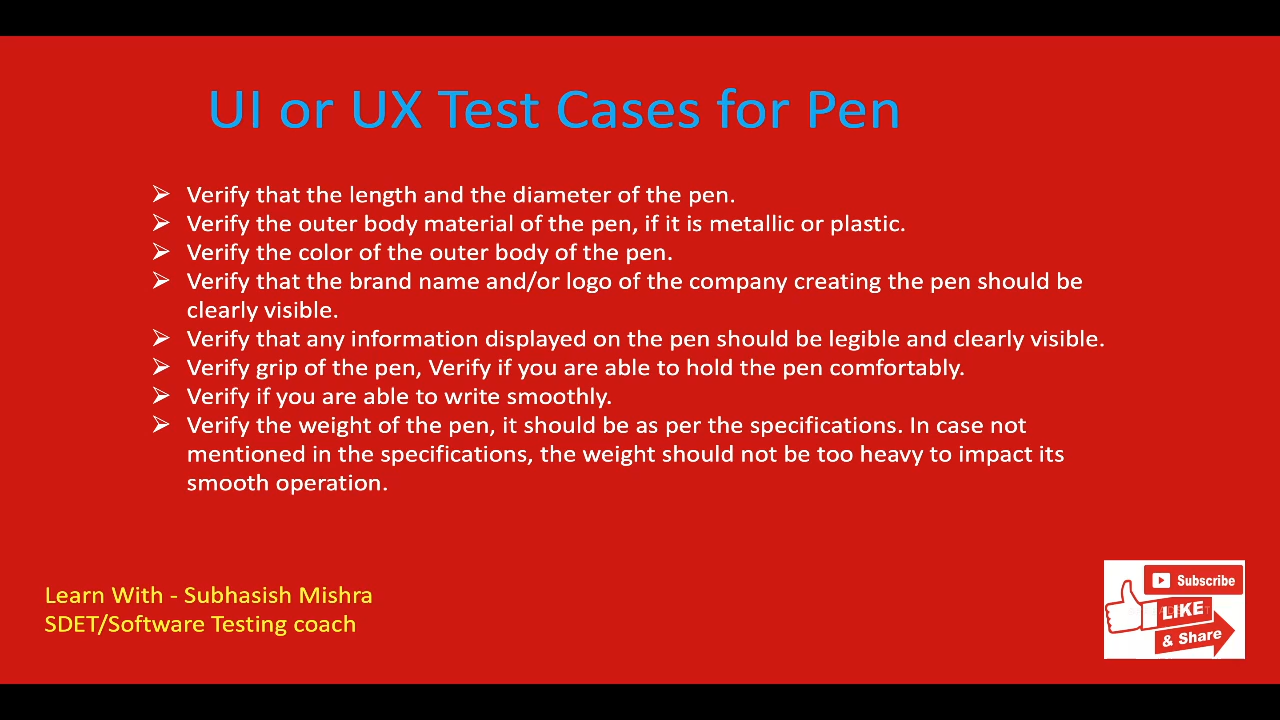 UI or UX Test Cases for Pen
Verify that the length and the diameter of the pen.
Verify the outer body material of the pen, if it is metallic or plastic.
Verify the color of the outer body of the pen.
Verify that the brand name and/or logo of the company creating the pen should be
clearly visible.
Verify that any information displayed on the pen should be legible and clearly visible.
Verify grip of the pen, Verify if you are able to hold the pen comfortably.
Verify if you are able to write smoothly.
Verify the weight of the pen, it should be as per the specifications. In case not
mentioned in the specifications, the weight should not be too heavy to impact its
smooth operation.
Learn With - Subhasish Mishra
SDET/Software Testing coach
Subscribe
LIKE
& Share